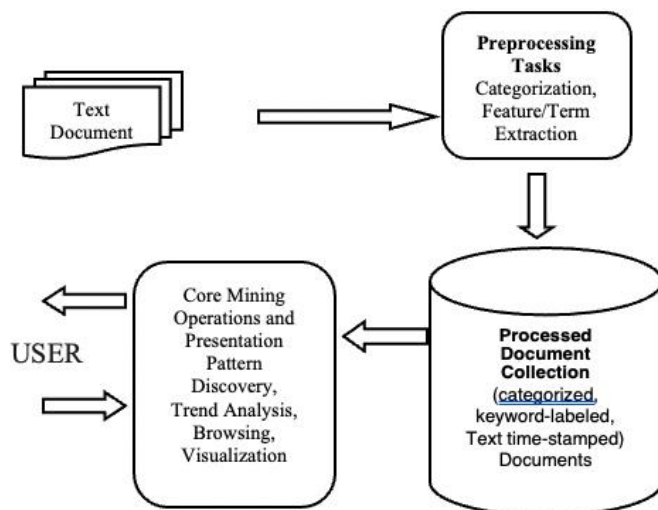 Text
Document
Preprocessing
Tasks
Categorization,
Feature/Term
Extraction
USER
Core Mining
Operations and
Presentation
Pattern
Discovery,
Trend Analysis,
Browsing,
Visualization
Processed
Document
Collection
(categorized,
keyword-labeled,
Text time-stamped)
Documents